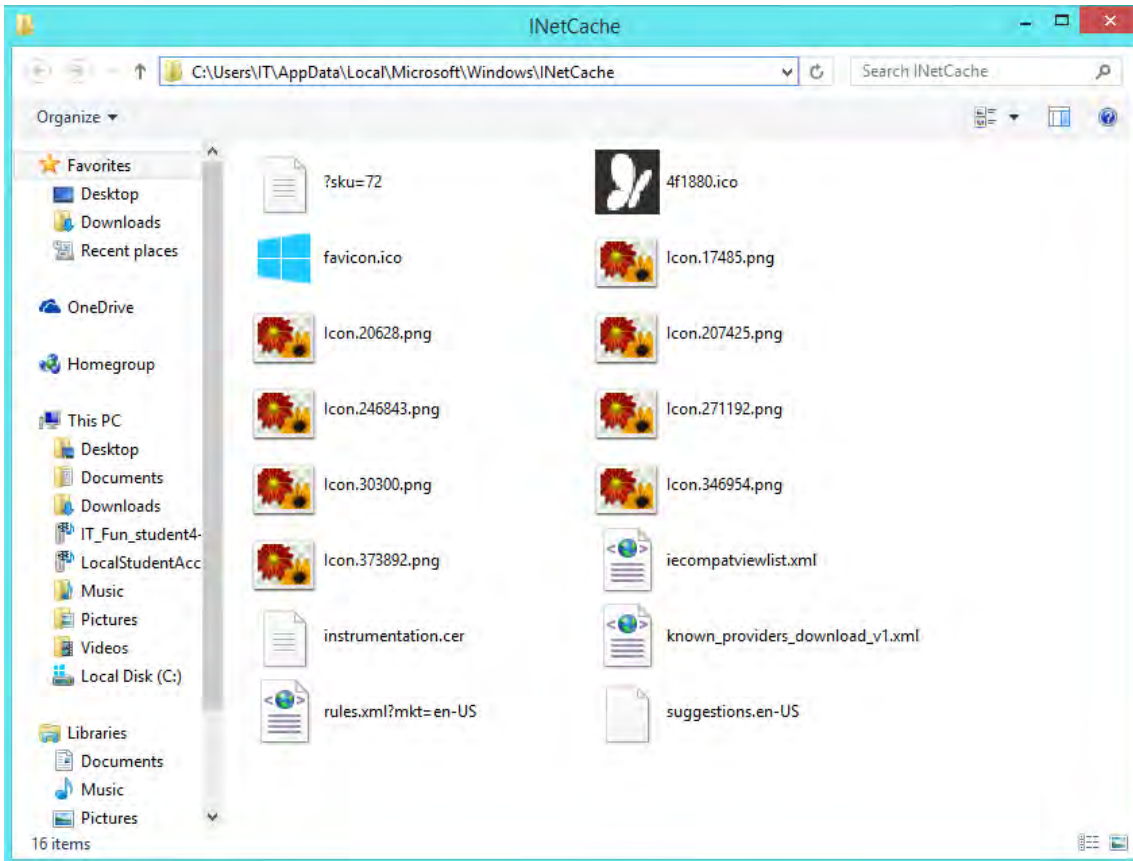 INetCache
C:\Users\IT\AppData\Local\Microsoft\Windows\INetCache
Search INetCache
Organize
Favorites
Desktop
Downloads
Recent places
OneDrive
Homegroup
This PC
Desktop
Documents
Downloads
IT_Fun_student4-
LocalStudentAcc
Music
Pictures
Videos
Local Disk (C:)
Libraries
Documents
Music
Pictures
?sku=72
4f1880.ico
favicon.ico
Icon.17485.png
Icon.20628.png
Icon.207425.png
Icon.246843.png
Icon.271192.png
Icon.30300.png
Icon.346954.png
Icon.373892.png
iecompatviewlist.xml
instrumentation.cer
known_providers_download_v1.xml
rules.xml?mkt=en-US
suggestions.en-US
16 items